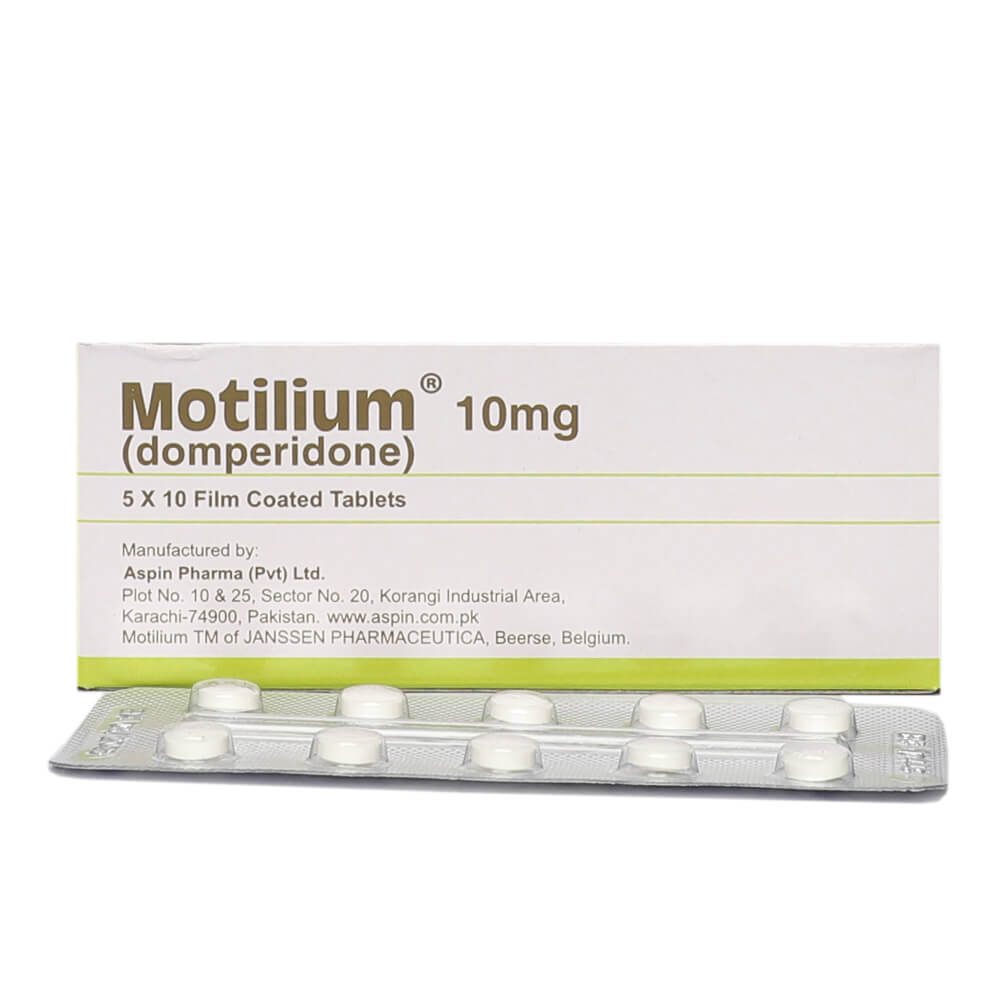 Motilium® 10mg
(domperidone)
5 X 10 Film Coated Tablets
Manufactured by:
Aspin Pharma (Pvt) Ltd.
Plot No. 10 & 25, Sector No. 20, Korangi Industrial Area,
Karachi-74900, Pakistan. www.aspin.com.pk
Motilium TM of JANSSEN PHARMACEUTICA, Beerse, Belgium.